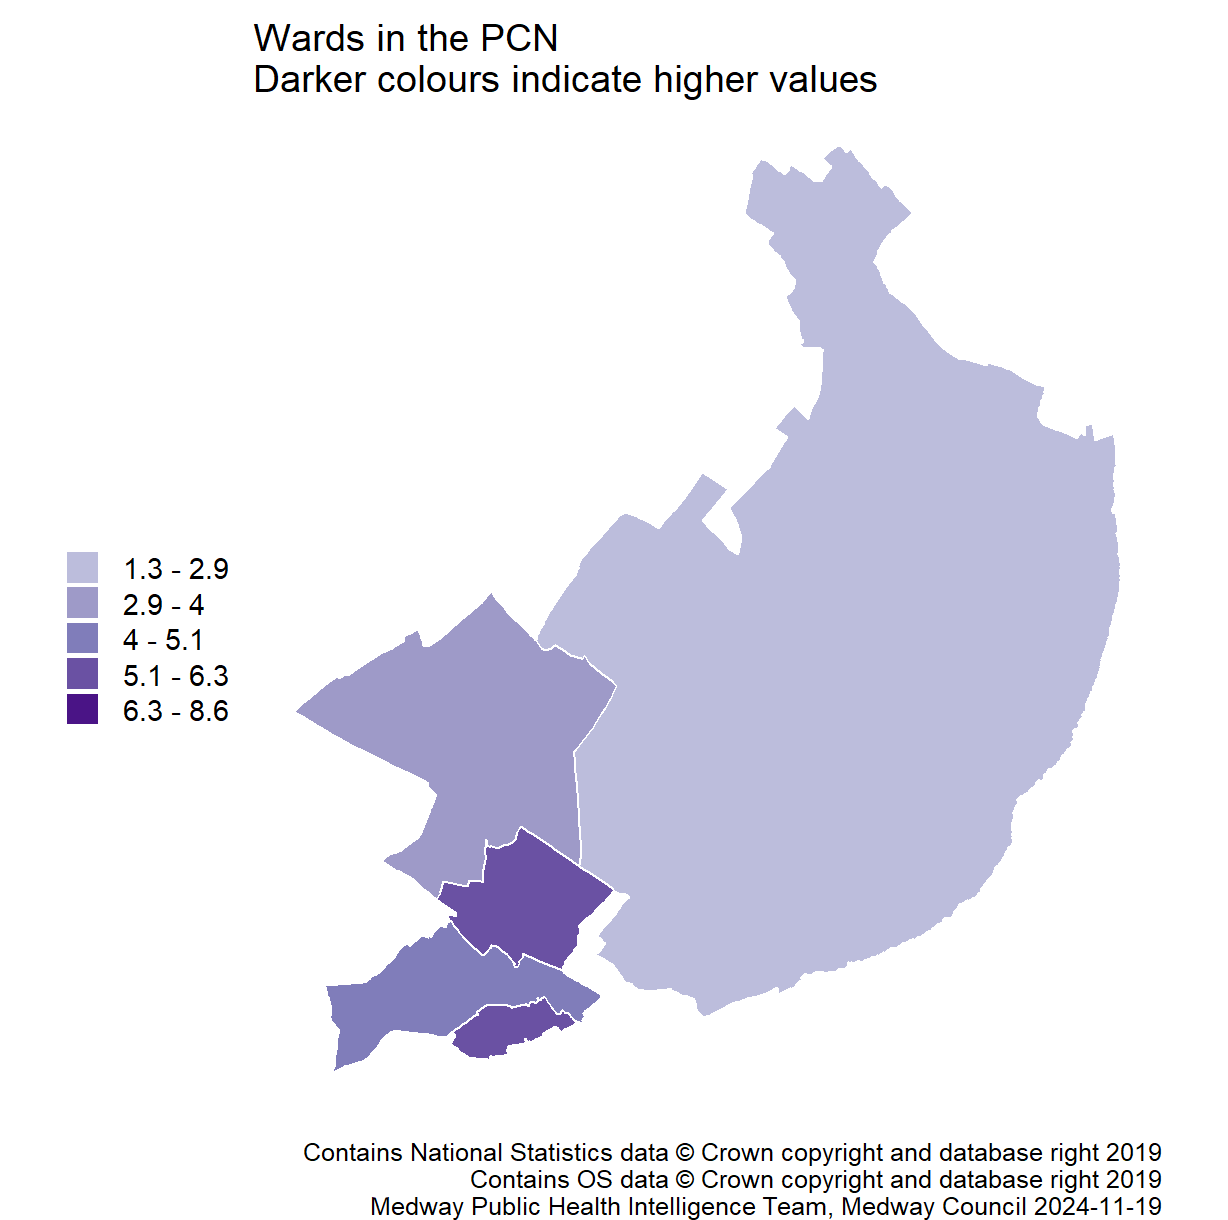 Wards in the PCN
Darker colours indicate higher values
1.3 - 2.9
2.9 - 4
4 - 5.1
5.1 - 6.3
6.3 - 8.6
Contains National Statistics data © Crown copyright and database right 2019
Contains OS data © Crown copyright and database right 2019
Medway Public Health Intelligence Team, Medway Council 2024-11-19